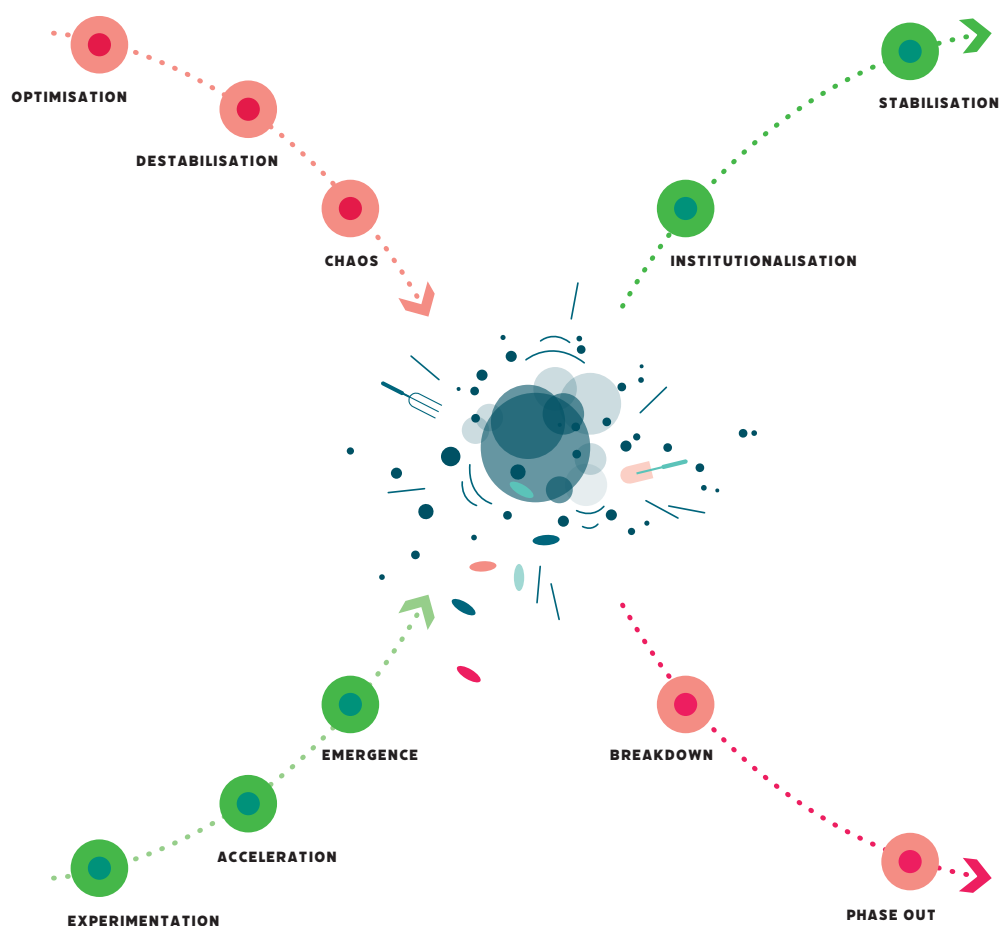 OPTIMISATION
STABILISATION
DESTABILISATION
CHAOS
INSTITUTIONALISATION
EMERGENCE
BREAKDOWN
ACCELERATION
PHASE OUT
EXPERIMENTATION